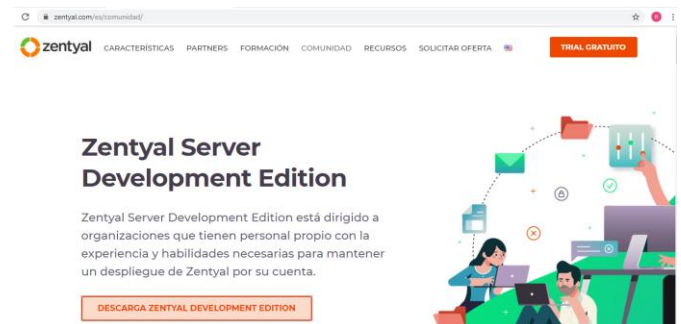 zentyal.com/es/comunidad/
zentyal CARACTERÍSTICAS PARTNERS FORMACIÓN COMUNIDAD RECURSOS SOLICITAR OFERTA TRIAL GRATUITO
Zentyal Server
Development Edition
Zentyal Server Development Edition está dirigido a
organizaciones que tienen personal propio con la
experiencia y habilidades necesarias para mantener
un despliegue de Zentyal por su cuenta.
DESCARGA ZENTYAL DEVELOPMENT EDITION